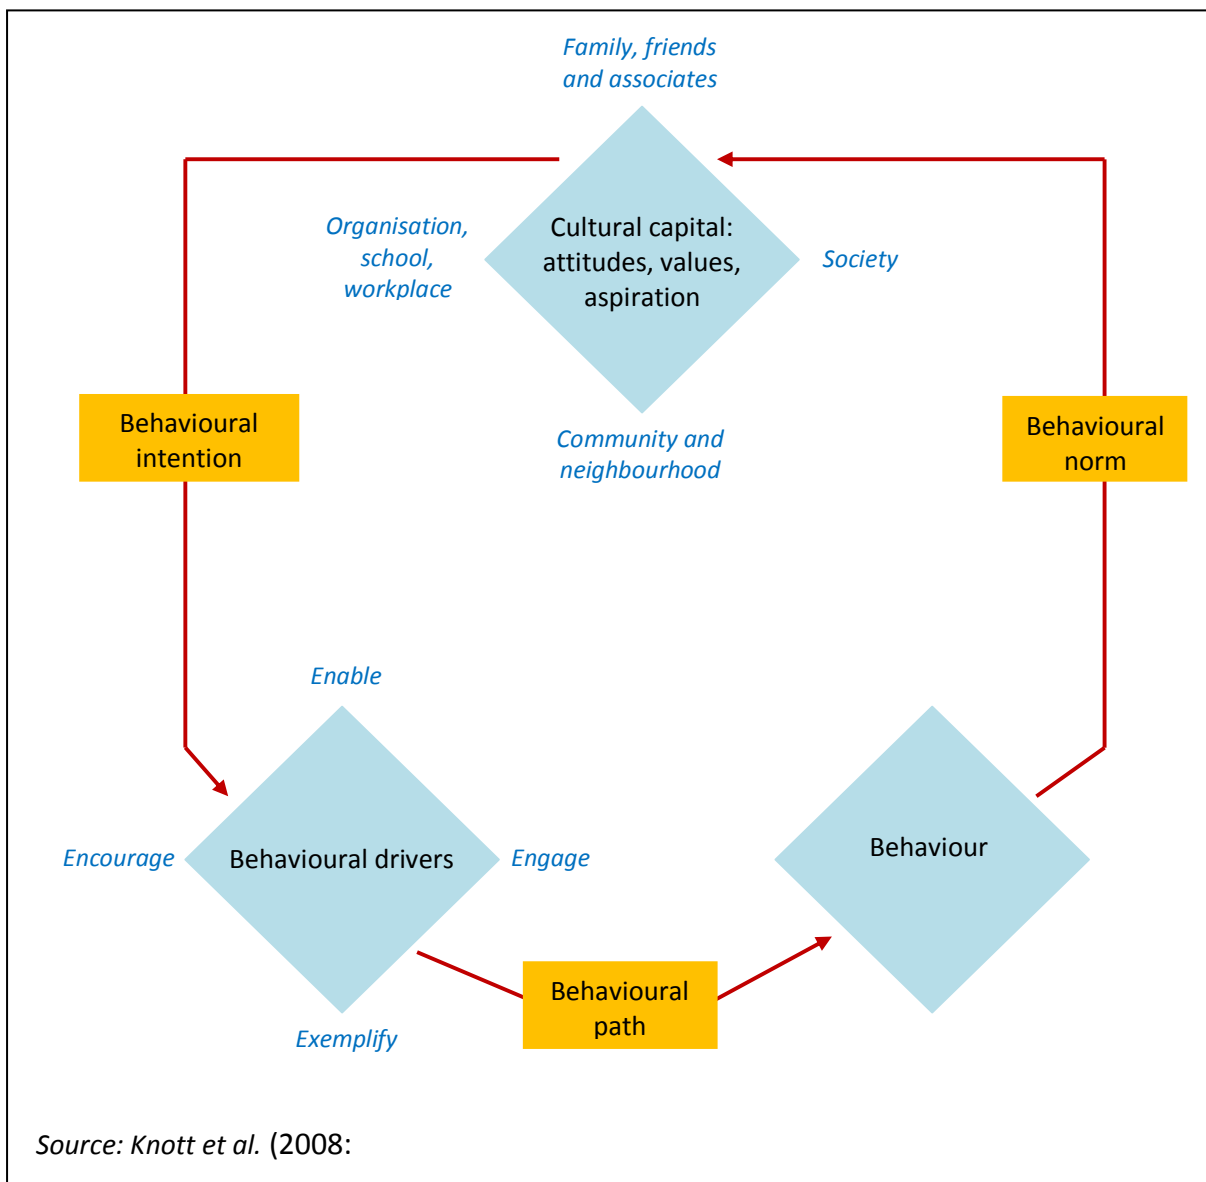 Family, friends
and associates
Organisation,
school,
workplace
Cultural capital:
attitudes, values,
aspiration
Society
Community and
neighbourhood
Behavioural
intention
Behavioural
norm
Enable
Encourage
Behavioural drivers
Engage
Exemplify
Behavioural
path
Behaviour
Source: Knott et al. (2008: